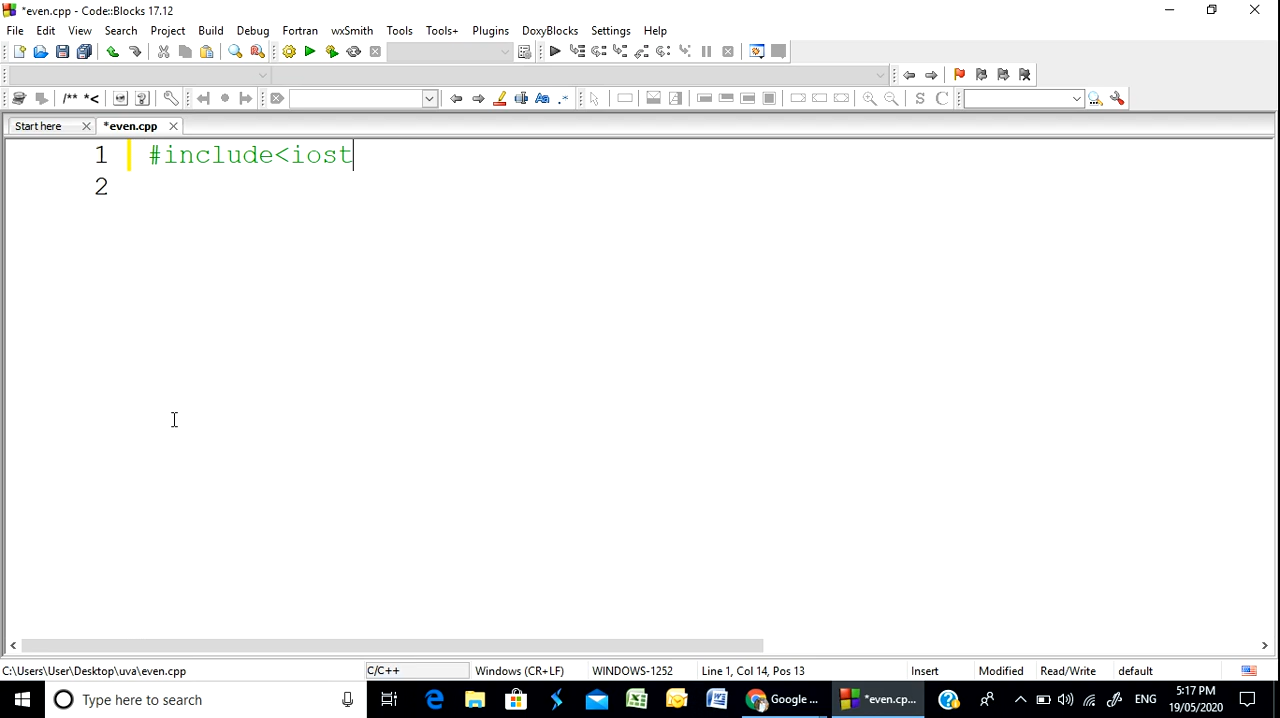 *even.cpp - Code::Blocks 17.12
File Edit View Search Project Build Debug Fortran wxSmith Tools Tools+ Plugins DoxyBlocks Settings Help
/** *<
Start here *even.cpp
1 #include<iost
2
C:\Users\User\Desktop\uva\even.cpp C/C++ Windows (CR+LF) WINDOWS-1252 Line 1, Col 14, Pos 13 Insert Modified Read/Write default
Type here to search Google ... *even.cp... ENG 5:17 PM
19/05/2020